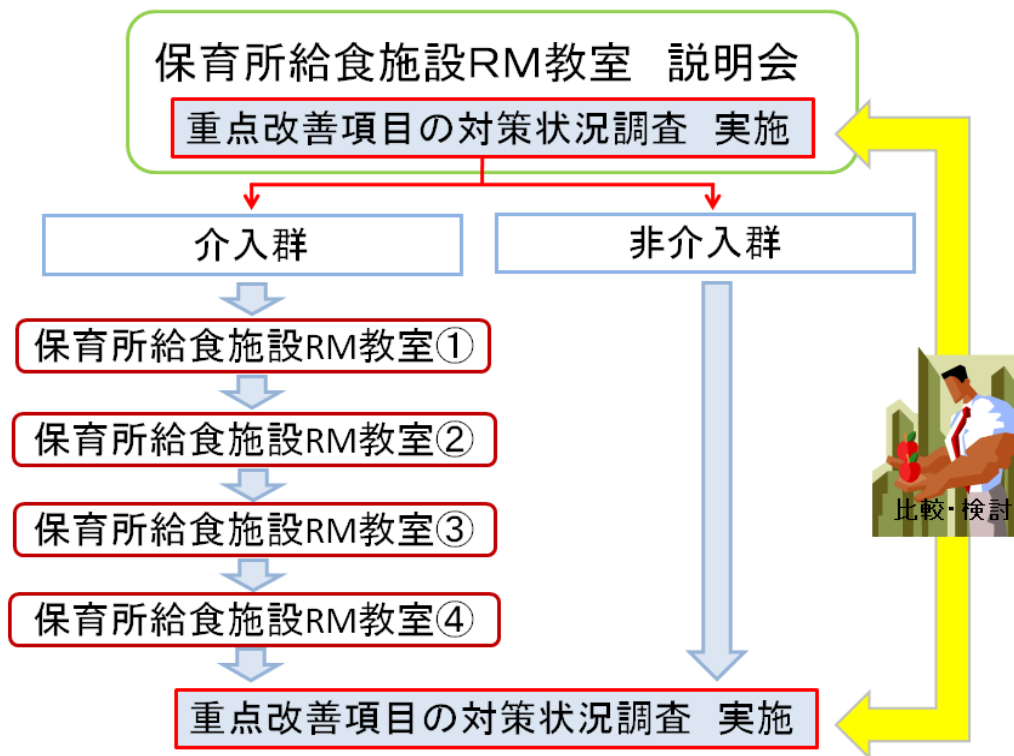 保育所給食施設RM教室　説明会
重点改善項目の対策状況調査　実施
介入群
非介入群
保育所給食施設RM教室①
保育所給食施設RM教室②
保育所給食施設RM教室③
保育所給食施設RM教室④
比較・検討
重点改善項目の対策状況調査　実施